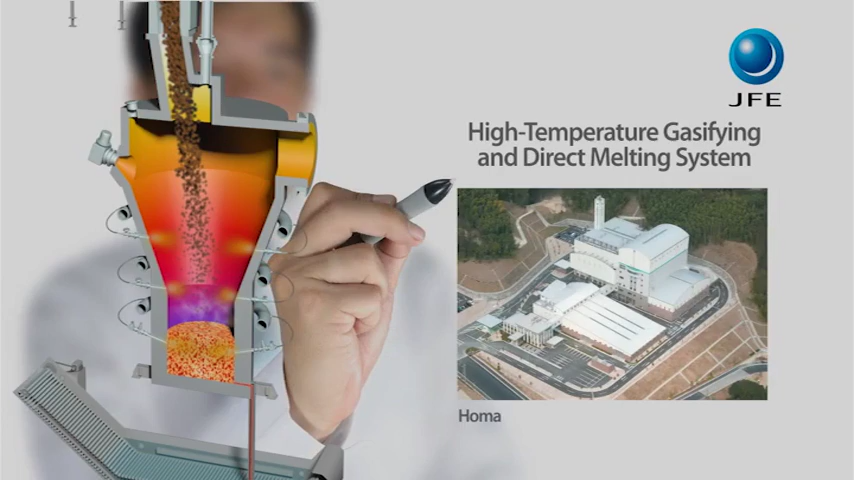 JFE
High-Temperature Gasifying
and Direct Melting System
Homa